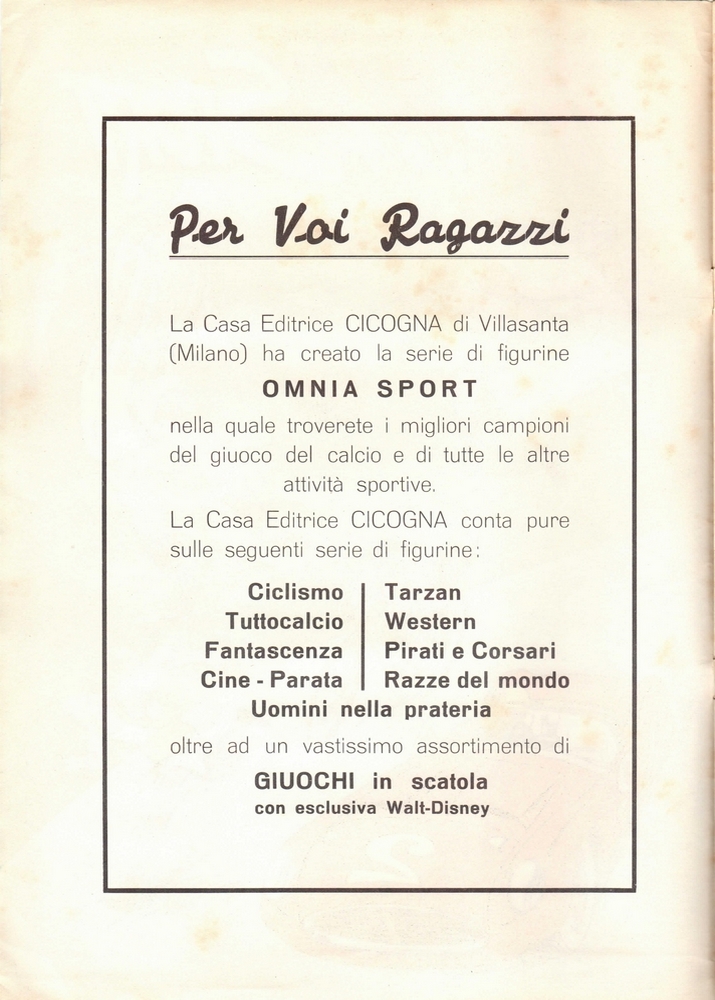 Per Voi Ragazzi
La Casa Editrice CICOGNA di Villasanta
(Milano) ha creato la serie di figurine
OMNIA SPORT
nella quale troverete i migliori campioni
del giuoco del calcio e di tutte le altre
attività sportive.
La Casa Editrice CICOGNA conta pure
sulle seguenti serie di figurine:
Ciclismo | Tarzan
Tuttocalcio | Western
Fantascenza | Pirati e Corsari
Cine - Parata | Razze del mondo
Uomini nella prateria
oltre ad un vastissimo assortimento di
GIUOCHI in scatola
con esclusiva Walt-Disney